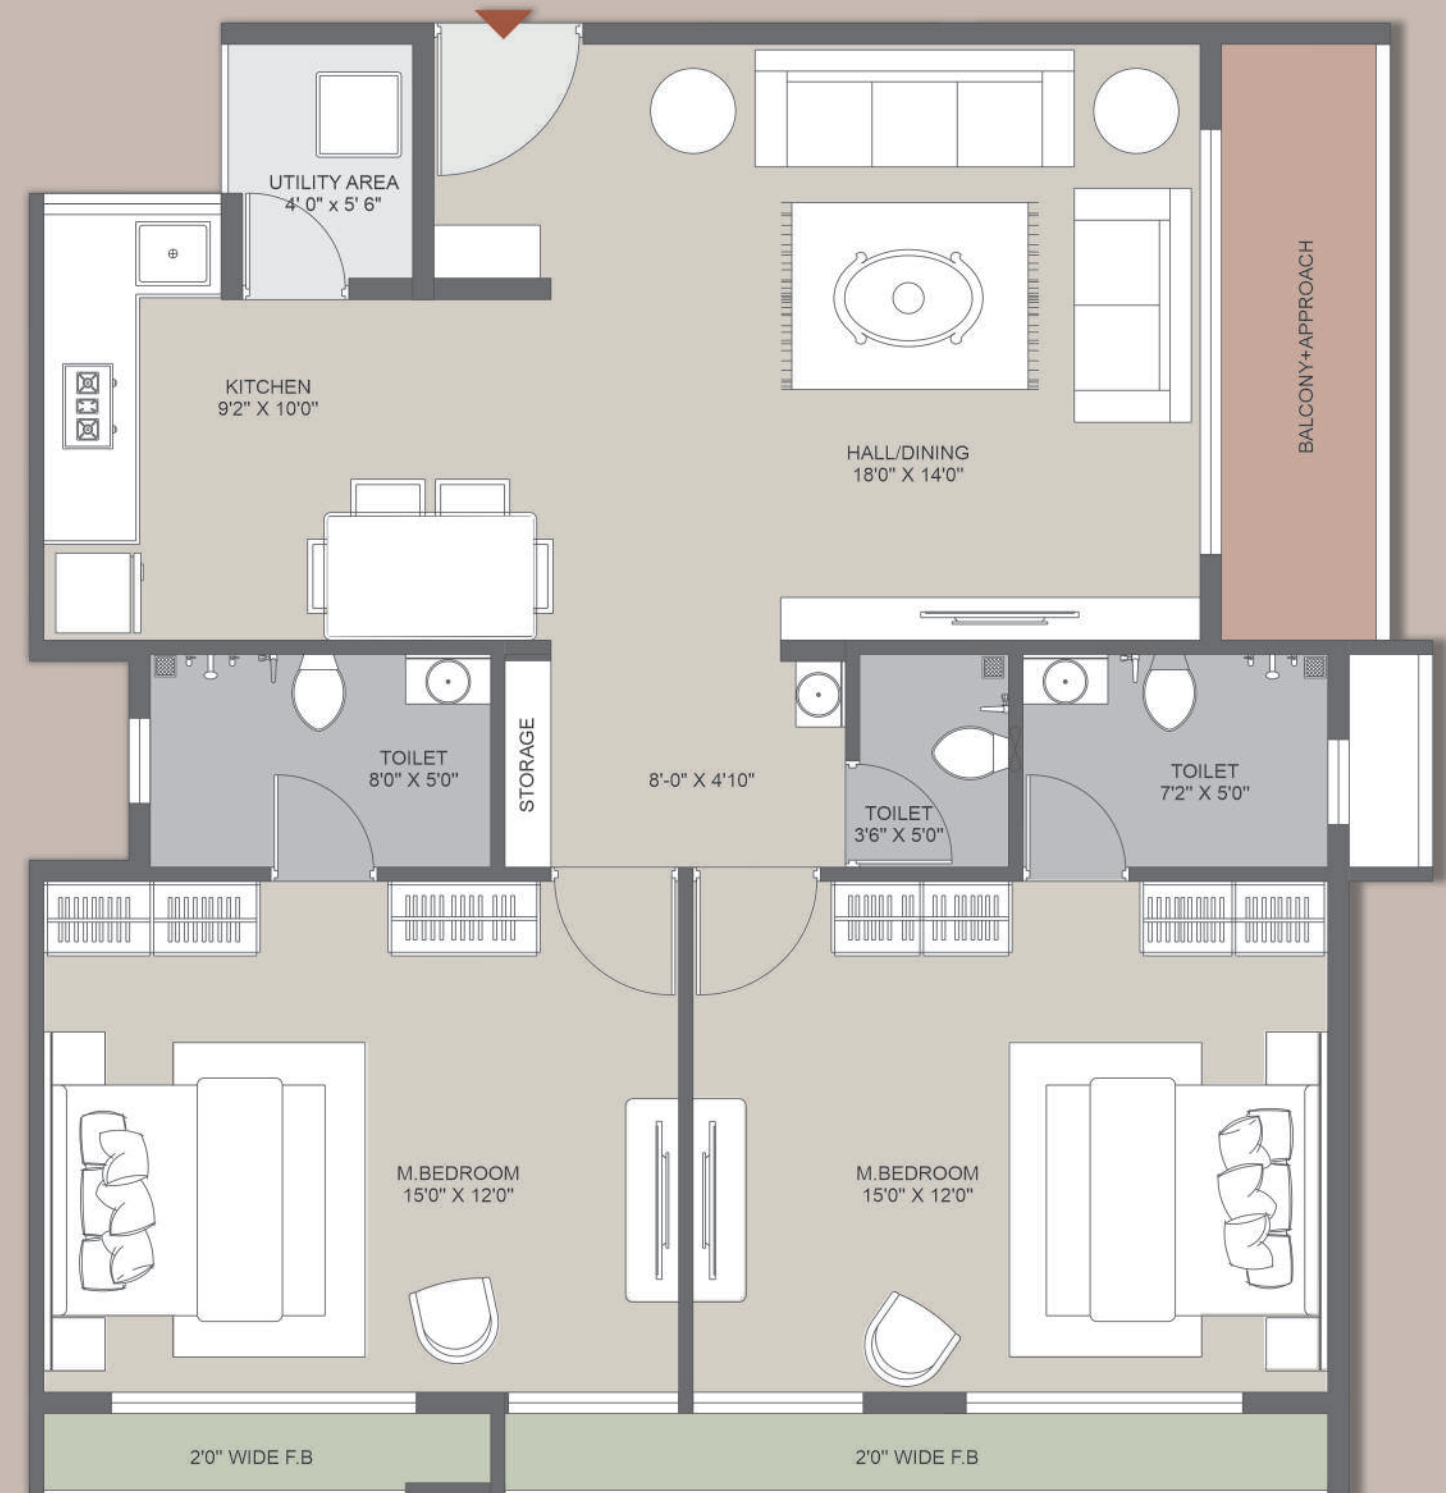 UTILITY AREA
4' 0" x 5' 6"
KITCHEN
9'2" X 10'0"
HALL/DINING
18'0" X 14'0"
BALCONY+APPROACH
TOILET
8'0" X 5'0"
STORAGE
8'-0" X 4'10"
TOILET
3'6" X 5'0"
TOILET
7'2" X 5'0"
M.BEDROOM
15'0" X 12'0"
M.BEDROOM
15'0" X 12'0"
2'0" WIDE F.B
2'0" WIDE F.B